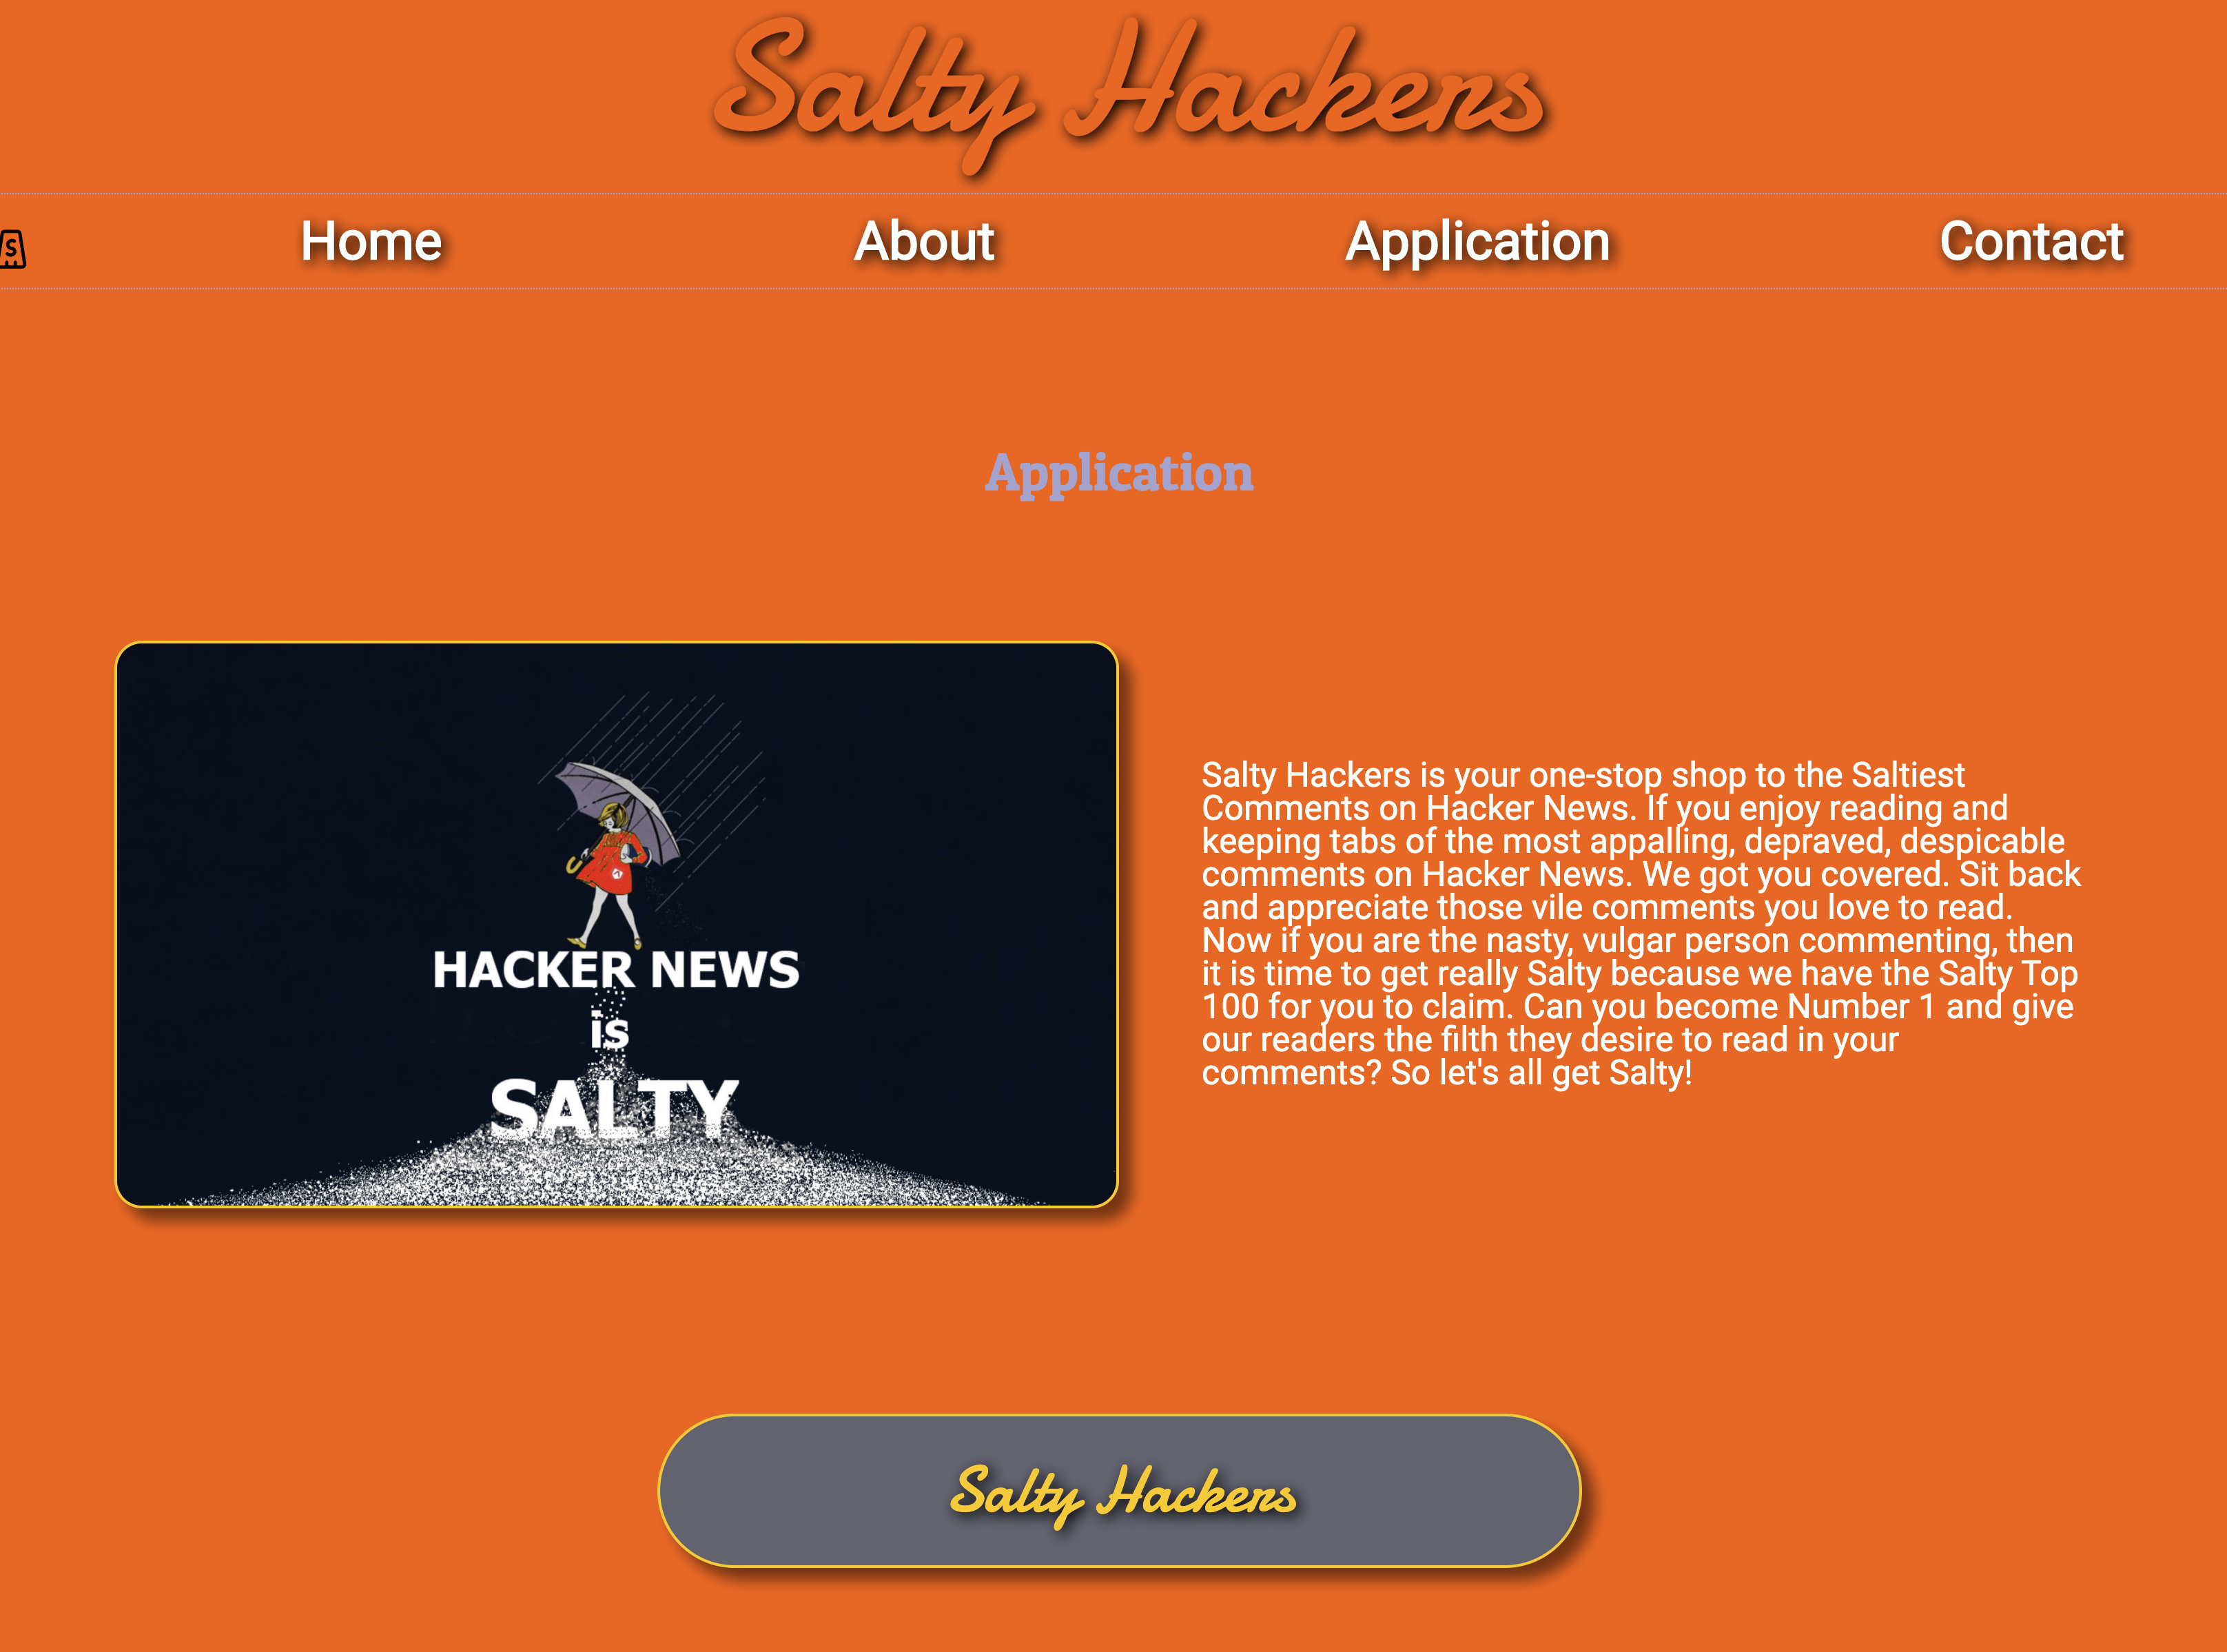 Salty Hackers
S
Home About Application Contact
Application
HACKER NEWS
is
SALTY
Salty Hackers is your one-stop shop to the Saltiest
Comments on Hacker News. If you enjoy reading and
keeping tabs of the most appalling, depraved, despicable
comments on Hacker News. We got you covered. Sit back
and appreciate those vile comments you love to read.
Now if you are the nasty, vulgar person commenting, then
it is time to get really Salty because we have the Salty Top
100 for you to claim. Can you become Number 1 and give
our readers the filth they desire to read in your
comments? So let's all get Salty!
Salty Hackers